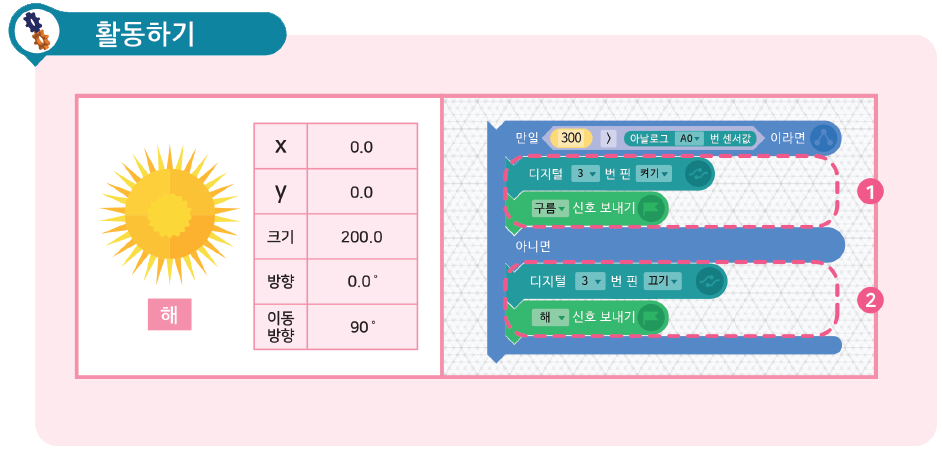 활동하기
x 0.0
y 0.0
크기 200.0
방향 0.0˚
이동 방향 90˚
해
만일 300 > 아날로그 A0 번 센서값 이라면
디지털 3 번 핀 켜기
구름 신호 보내기
1
아니면
디지털 3 번 핀 끄기
해 신호 보내기
2